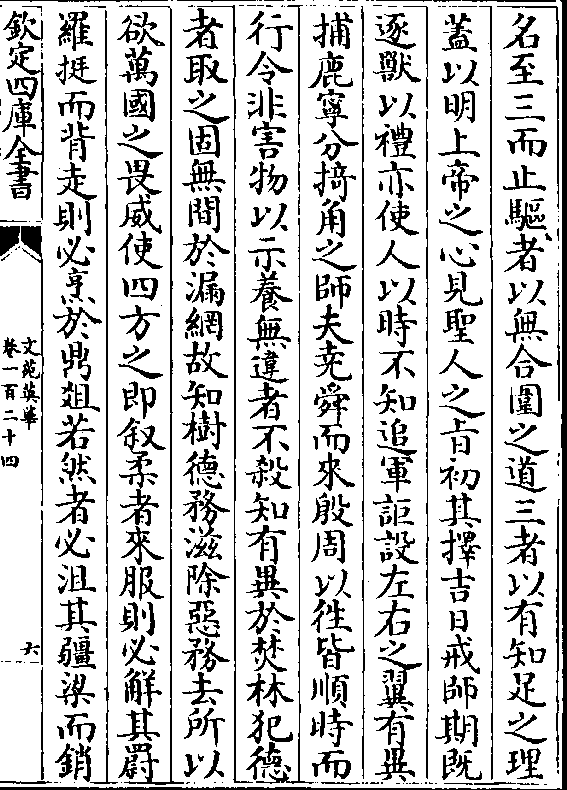 名至三而止驅者以無合圍之道三者以有知足之理
蓋以明上帝之心見聖人之旨初其擇吉日戒師期既
逐獸以禮亦使人以時不知追軍詎設左右之翼有異
捕鹿寧分掎角之師夫堯舜而來殷周以徃皆順時而
行令非害物以示養無違者不殺知有異於焚林犯德
者取之固無間於漏網故知樹德務滋除惡務去所以
欲萬國之畏威使四方之即叙柔者來服則必解其罻
羅挺而背走則必烹於鼎爼若然者必沮其疆梁而銷
欽定四庫全書
文苑英華
卷一百二十四
六